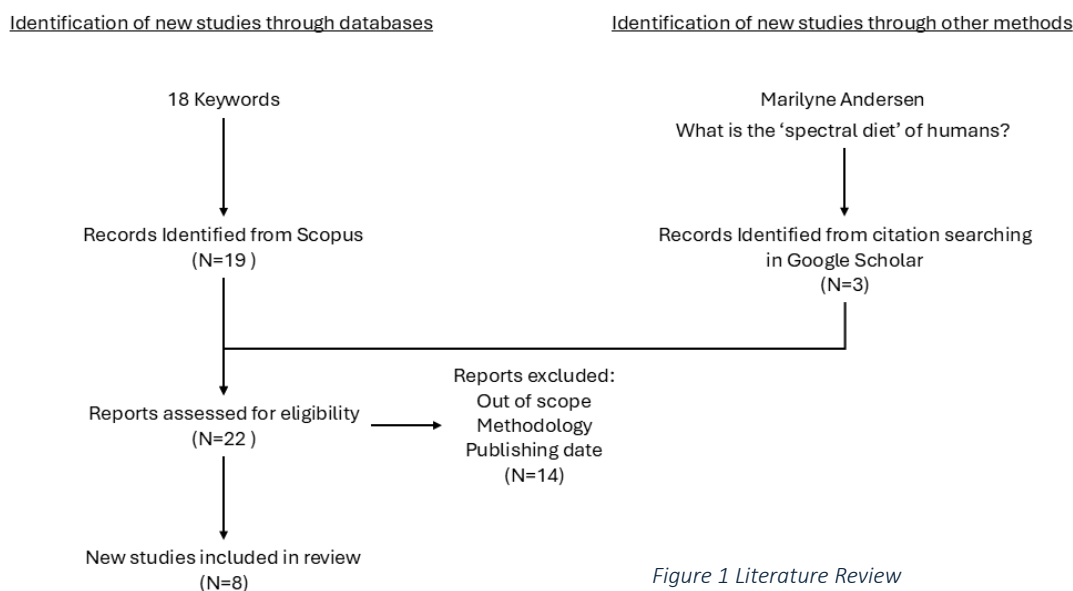 Identification of new studies through databases
Identification of new studies through other methods
18 Keywords
Marilyne Andersen
What is the ‘spectral diet’ of humans?
Records Identified from Scopus
(N=19 )
Records Identified from citation searching
in Google Scholar
(N=3)
Reports assessed for eligibility
(N=22 )
Reports excluded:
Out of scope
Methodology
Publishing date
(N=14)
New studies included in review
(N=8)
Figure 1 Literature Review